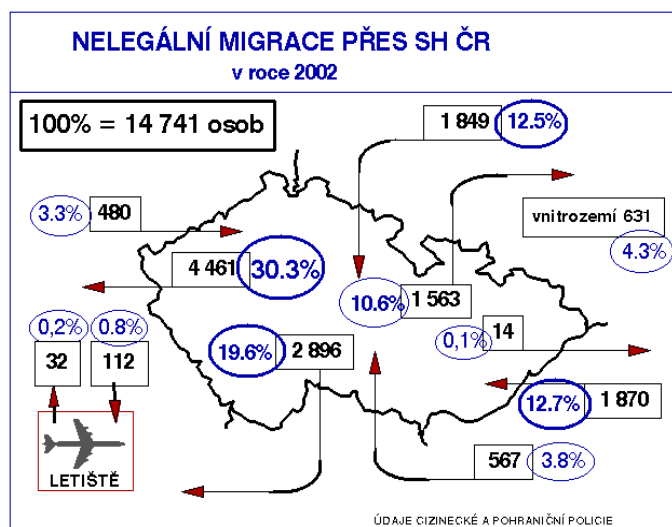 NELEGÁLNÍ MIGRACE PŘES SH ČR
v roce 2002
100% = 14 741 osob
1 849 12.5%
3.3% 480
vnitrozemí 631
4.3%
4 461 30.3%
10.6% 1 563
0,2% 0.8%
32 112
19.6% 2 896
14
0,1%
12.7% 1 870
567 3.8%
LETIŠTĚ
ÚDAJE CIZINECKÉ A POHRANIČNÍ POLICIE